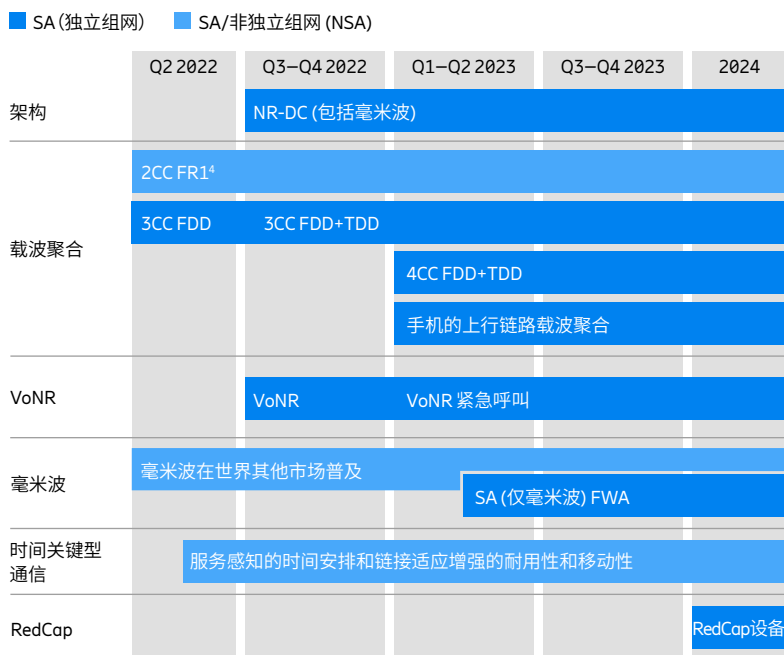 SA（独立组网） SA/非独立组网 (NSA)
Q2 2022 Q3–Q4 2022 Q1–Q2 2023 Q3–Q4 2023 2024
架构 NR-DC (包括毫米波)
2CC FR1⁴
3CC FDD 3CC FDD+TDD
载波聚合
4CC FDD+TDD
手机的上行链路载波聚合
VoNR VoNR VoNR 紧急呼叫
毫米波在世界其他市场普及
毫米波
SA (仅毫米波) FWA
时间关键型
通信
服务感知的时间安排和链接适应增强的耐用性和移动性
RedCap RedCap设备